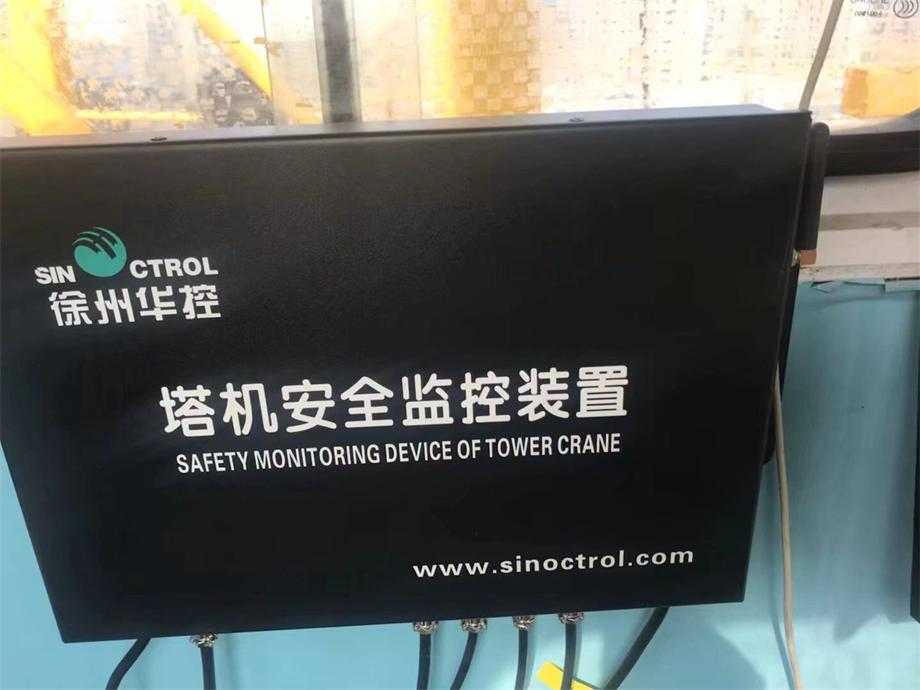 SIN CTROL
徐州华控
塔机安全监控装置
SAFETY MONITORING DEVICE OF TOWER CRANE
www.sinoctrol.com